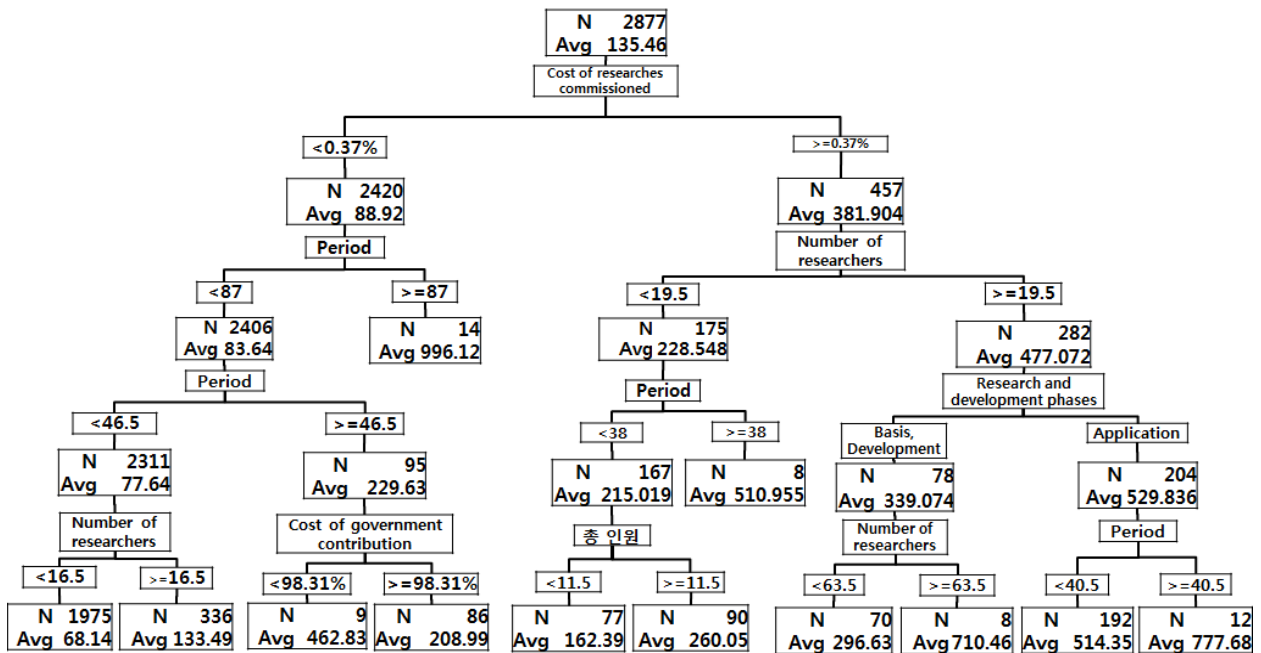 N 2877
Avg 135.46
Cost of researches
commissioned
<0.37%
>=0.37%
N 2420
Avg 88.92
N 457
Avg 381.904
Period
Number of
researchers
<87
>=87
<19.5
>=19.5
N 2406
Avg 83.64
N 14
Avg 996.12
N 175
Avg 228.548
N 282
Avg 477.072
Period
Period
Research and
development phases
<46.5
>=46.5
<38
>=38
Basis,
Development
Application
N 2311
Avg 77.64
N 95
Avg 229.63
N 167
Avg 215.019
N 8
Avg 510.955
N 78
Avg 339.074
N 204
Avg 529.836
Number of
researchers
Cost of government
contribution
총 인원
Number of
researchers
Period
<16.5
>=16.5
<98.31%
>=98.31%
<11.5
>=11.5
<63.5
>=63.5
<40.5
>=40.5
N 1975
Avg 68.14
N 336
Avg 133.49
N 9
Avg 462.83
N 86
Avg 208.99
N 77
Avg 162.39
N 90
Avg 260.05
N 70
Avg 296.63
N 8
Avg 710.46
N 192
Avg 514.35
N 12
Avg 777.68